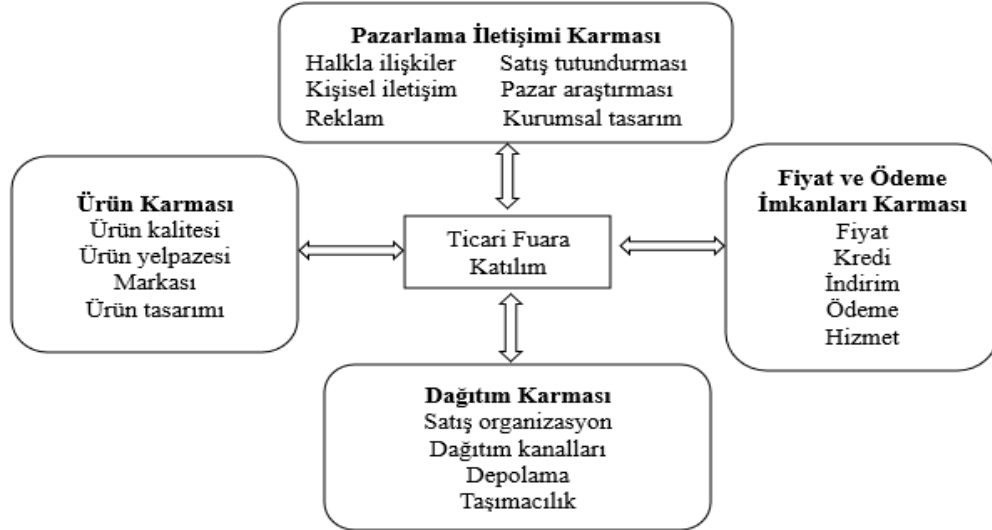 Pazarlama İletişimi Karması
Halkla ilişkiler Satış tutundurması
Kişisel iletişim Pazar araştırması
Reklam Kurumsal tasarım
Ürün Karması
Ürün kalitesi
Ürün yelpazesi
Markası
Ürün tasarımı
Ticari Fuara
Katılım
Fiyat ve Ödeme
İmkanları Karması
Fiyat
Kredi
İndirim
Ödeme
Hizmet
Dağıtım Karması
Satış organizasyon
Dağıtım kanalları
Depolama
Taşımacılık